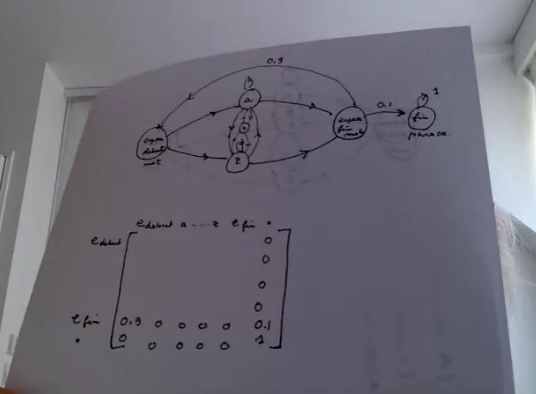 0.9
a
1
0.1
espace
début
mot
z
espace
fin
mot
fin
phrase.
E début a ---- z E fin •
E début 0
0
0
0
E fin 0.9 0 0 0 0 0.1
• 0 0 0 0 0 1